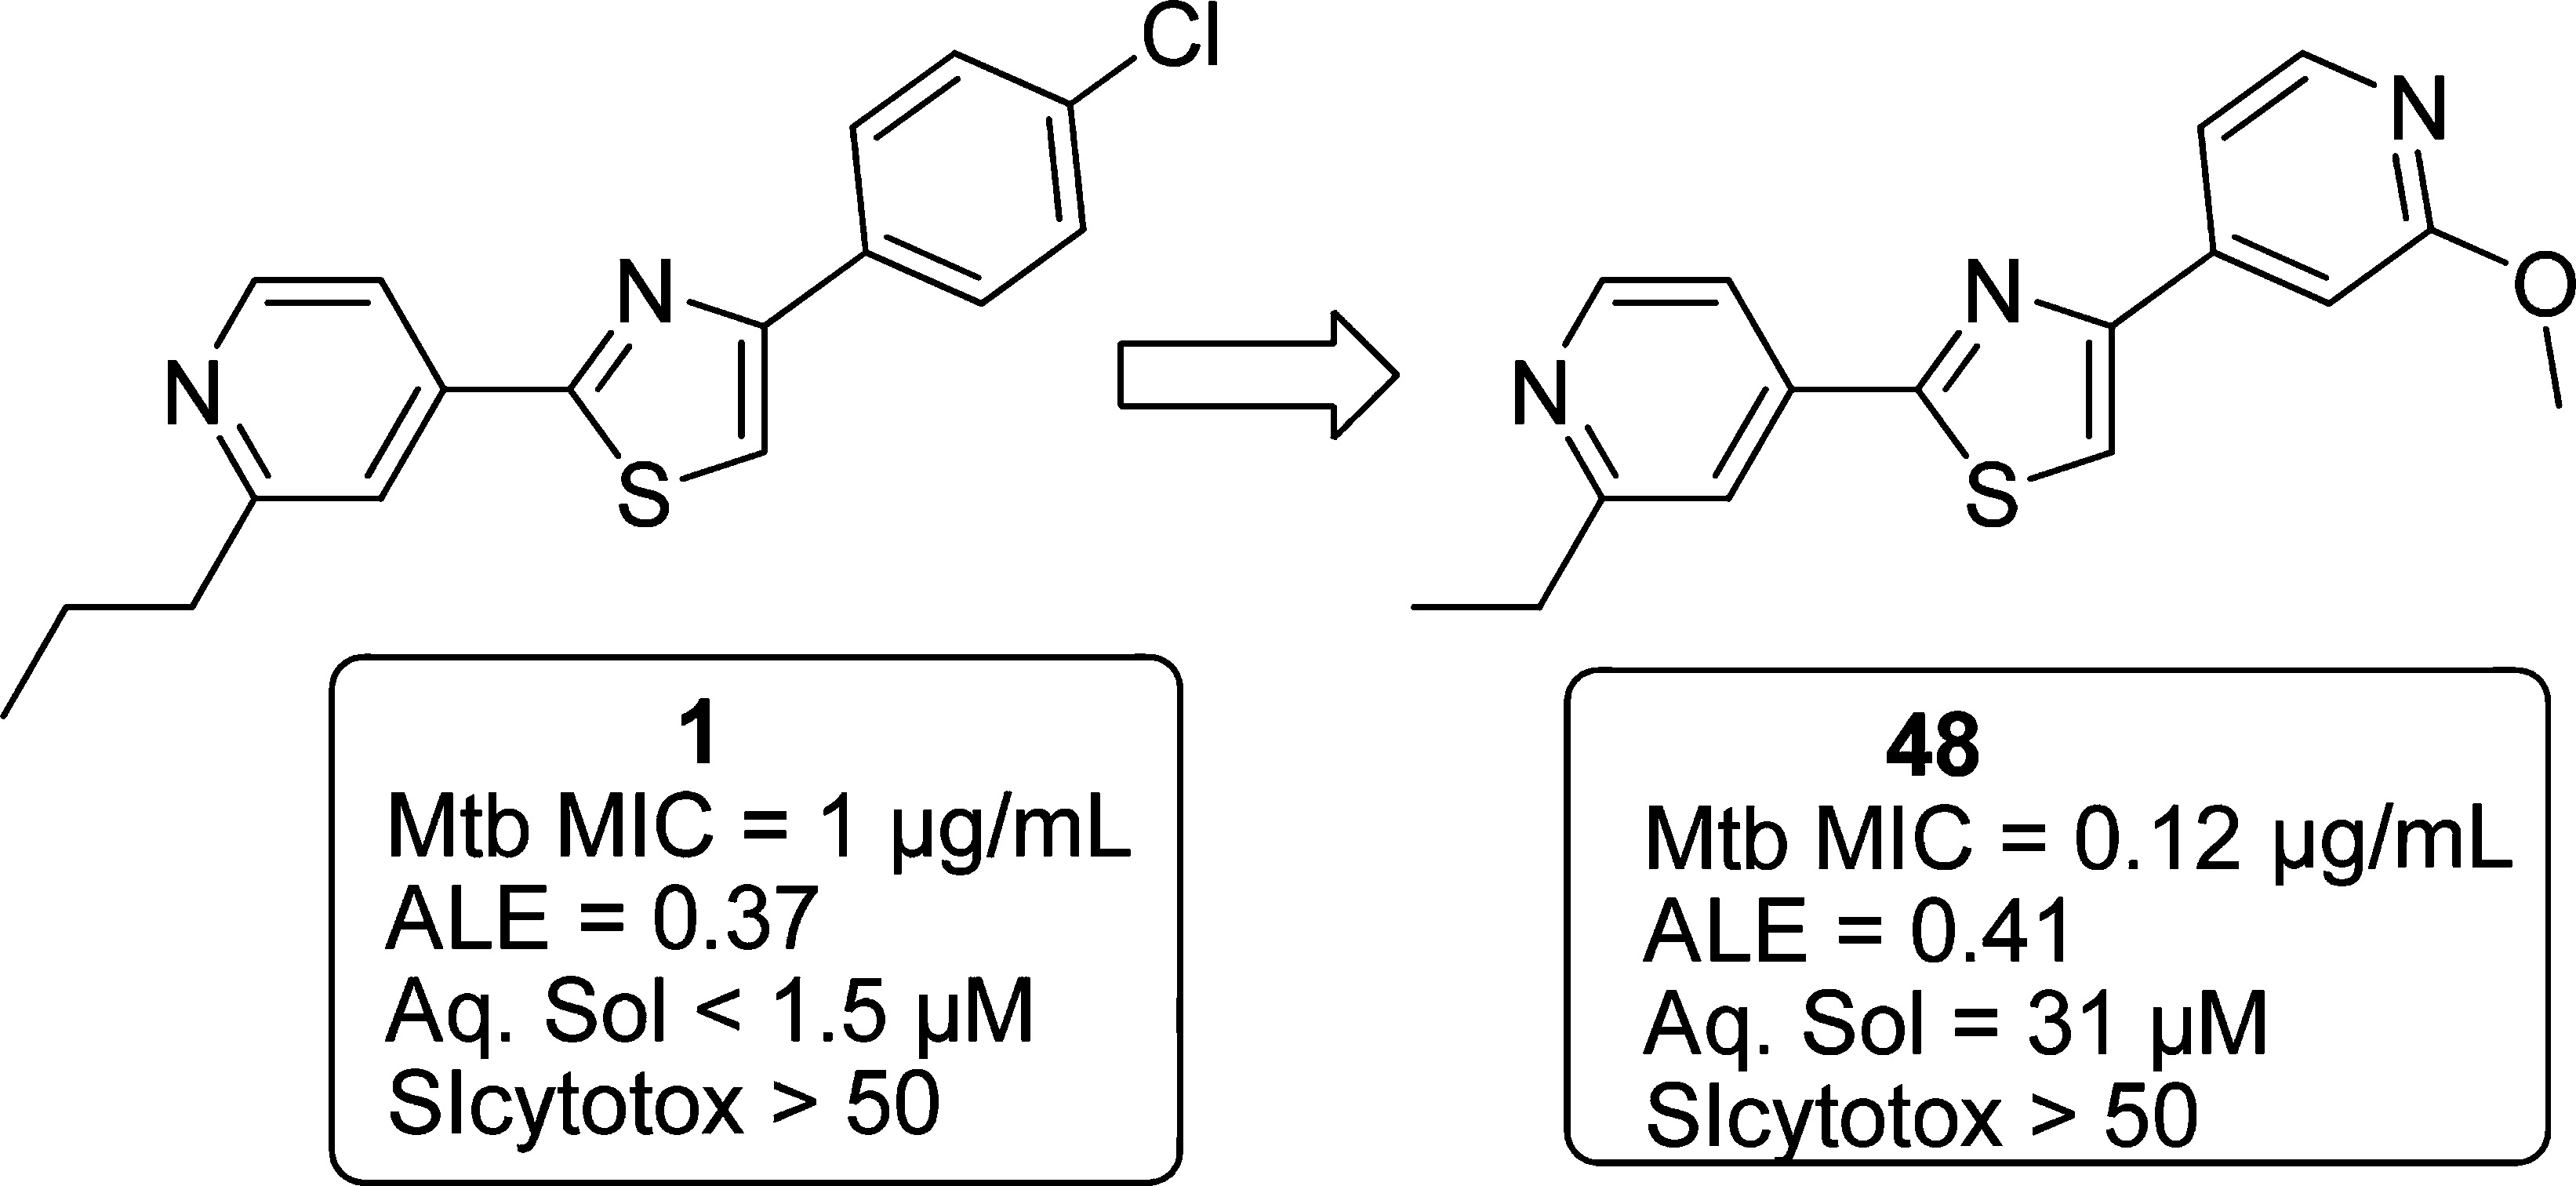 Cl
N
N
S
N
N
N
O
S
1
Mtb MIC = 1 µg/mL
ALE = 0.37
Aq. Sol < 1.5 µM
SIcytotox > 50
48
Mtb MIC = 0.12 µg/mL
ALE = 0.41
Aq. Sol = 31 µM
SIcytotox > 50